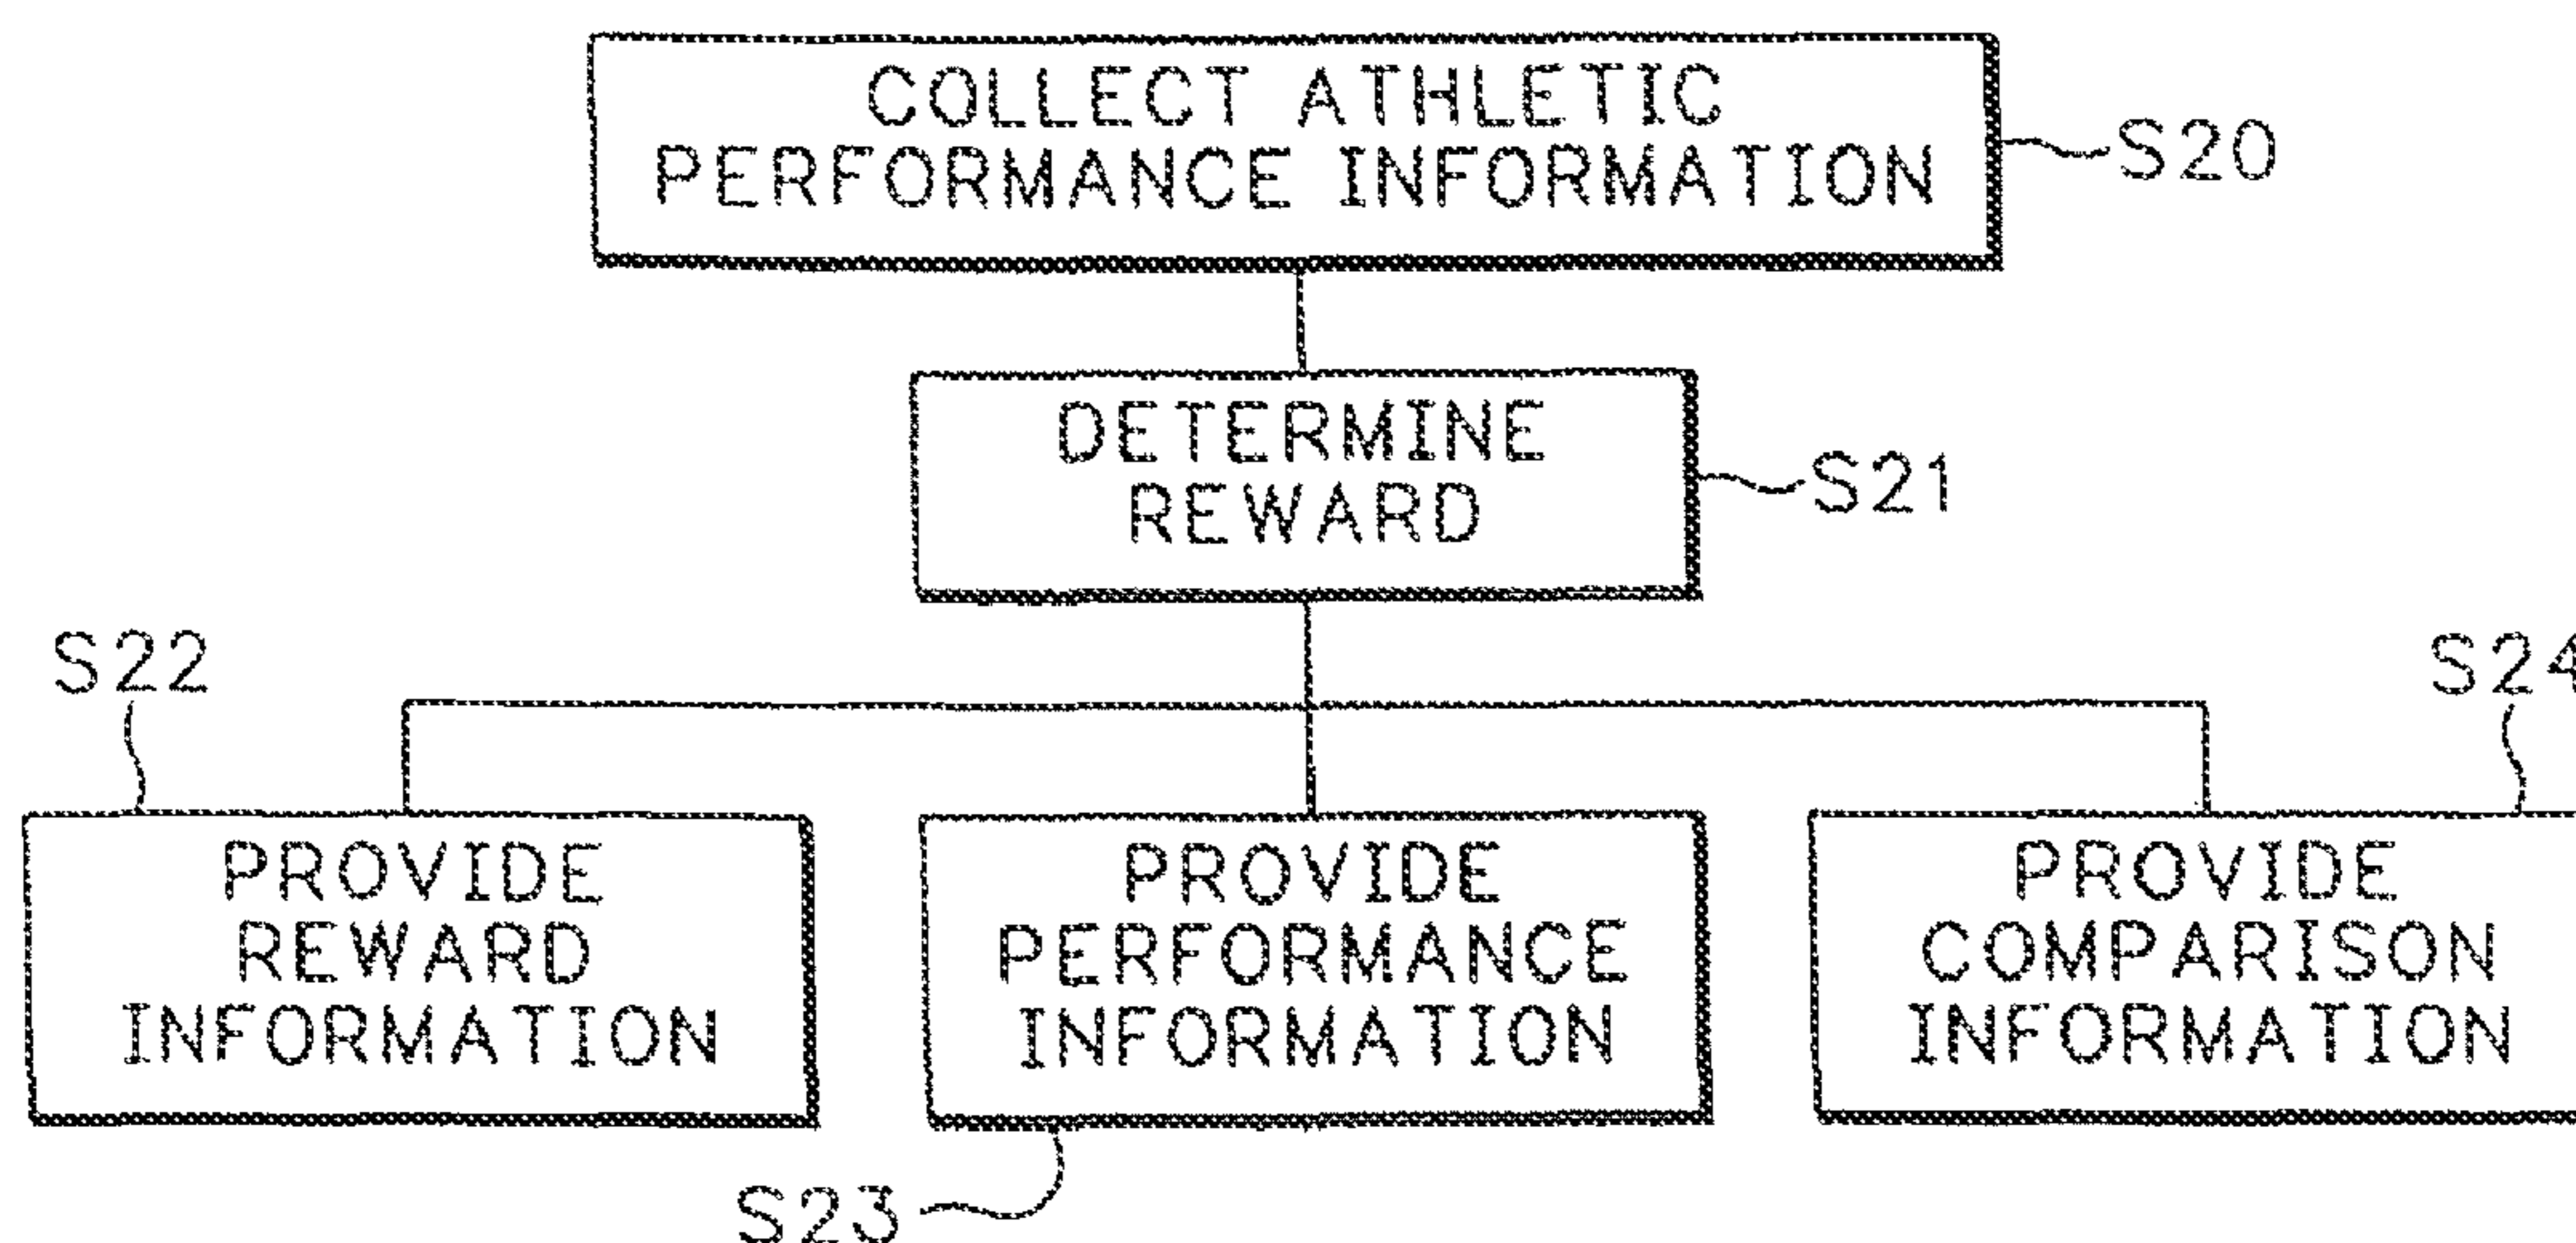 COLLECT ATHLETIC
PERFORMANCE INFORMATION
S20
DETERMINE
REWARD
S21
S22
S24
PROVIDE
REWARD
INFORMATION
PROVIDE
PERFORMANCE
INFORMATION
PROVIDE
COMPARISON
INFORMATION
S23